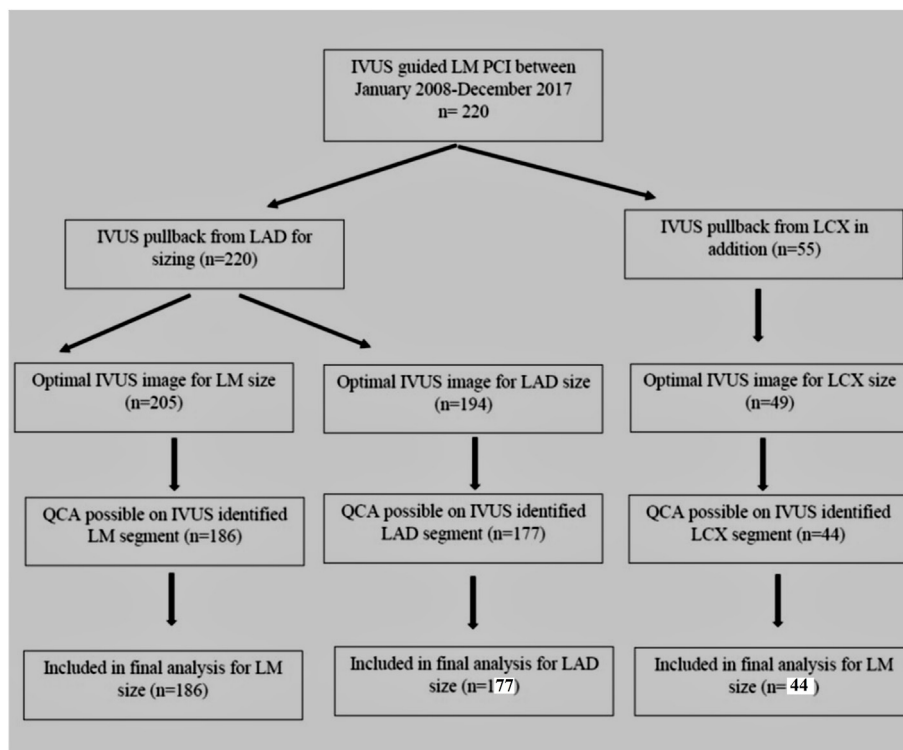 IVUS guided LM PCI between
January 2008-December 2017
n= 220
IVUS pullback from LAD for
sizing (n=220)
IVUS pullback from LCX in
addition (n=55)
Optimal IVUS image for LM size
(n=205)
Optimal IVUS image for LAD size
(n=194)
Optimal IVUS image for LCX size
(n=49)
QCA possible on IVUS identified
LM segment (n=186)
QCA possible on IVUS identified
LAD segment (n=177)
QCA possible on IVUS identified
LCX segment (n=44)
Included in final analysis for LM
size (n=186)
Included in final analysis for LAD
size (n=177)
Included in final analysis for LM
size (n= 44)